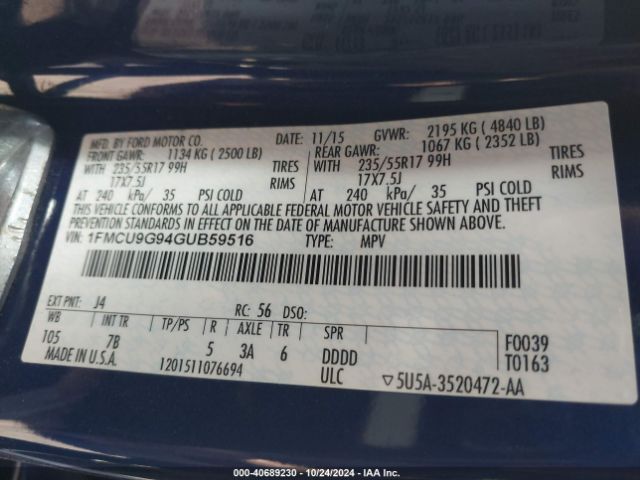 MFD. BY FORD MOTOR CO. DATE: 11/15 GVWR: 2195 KG ( 4840 LB)
FRONT GAWR: 1134 KG ( 2500 LB) REAR GAWR: 1067 KG ( 2352 LB)
WITH 235/55R17 99H TIRES WITH 235/55R17 99H TIRES
17X7.5J RIMS 17X7.5J RIMS
AT 240 kPa/ 35 PSI COLD AT 240 kPa/ 35 PSI COLD
THIS VEHICLE CONFORMS TO ALL APPLICABLE FEDERAL MOTOR VEHICLE SAFETY AND THEFT
PREVENTION STANDARDS IN EFFECT ON THE DATE OF MANUFACTURE SHOWN ABOVE.
VIN: 1FMCU9G94GUB59516 TYPE: MPV
EXT PNT: J4 RC: 56 DSO:
WB INT TR TP/PS R AXLE TR SPR
105 7B 5 3A 6 DDDD F0039
MADE IN U.S.A. 1201511076694 ULC T0163
▽5U5A-3520472-AA
000-40689230 - 10/24/2024 - IAA Inc.